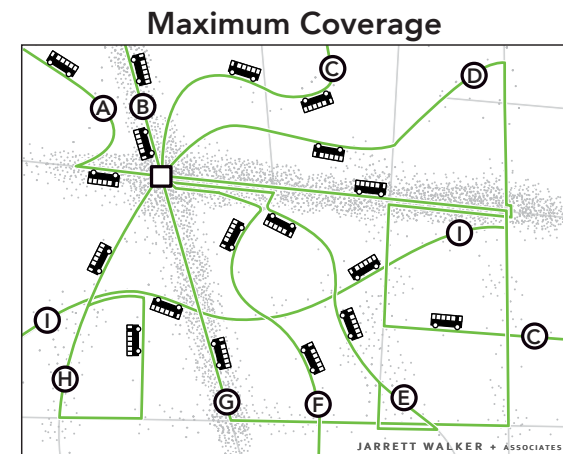 Maximum Coverage
C
D
A
B
I
I
C
H
G
F
E
JARRETT WALKER + ASSOCIATES